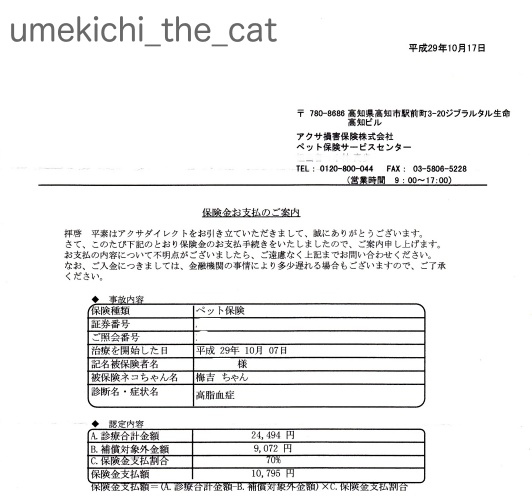 umekichi_the_cat
平成29年10月17日
〒 780-8686 高知県高知市駅前町3-20ジブラルタル生命
高知ビル
アクサ損害保険株式会社
ペット保険サービスセンター
TEL: 0120-800-044 FAX: 03-5806-5228
(営業時間 9:00~17:00)
保険金お支払のご案内
拝啓 平素はアクサダイレクトをお引き立ていただきまして、誠にありがとうございます。
さて、このたび下記のとおり保険金のお支払手続きをいたしましたので、ご案内申し上げます。
お支払の内容について不明点がございましたら、ご遠慮なく上記までお問い合わせください。
なお、ご入金につきましては、金融機関の事情により多少遅れる場合もございますので、ご了承
ください。
◆ 事故内容
保険種類 ペット保険
証券番号
ご照会番号
治療を開始した日 平成 29年 10月 07日
記名被保険者名 様
被保険ネコちゃん名 梅吉 ちゃん
診断名・症状名 高脂血症
◆ 認定内容
A.診療合計金額 24,494 円
B.補償対象外金額 9,072 円
C.保険金支払割合 70%
保険金支払額 10,795 円
保険金支払額=(A.診療合計金額-B.補償対象外金額)×C.保険金支払割合